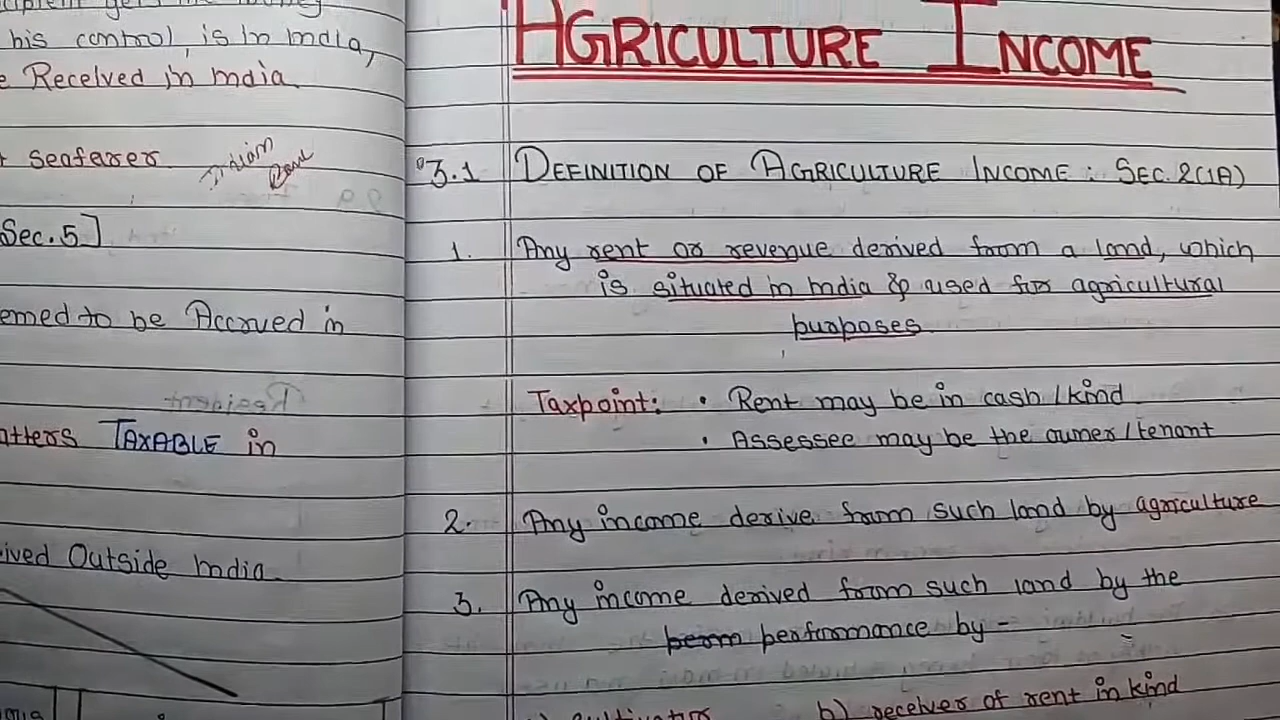 his control, is in India,
e Received in India
seafarer
Sec. 5]
emed to be Accrued in
TAXABLE in
ived Outside India
AGRICULTURE INCOME
3.1 DEFINITION OF AGRICULTURE INCOME: SEC. 2(1A)
1. Any rent or revenue derived from a land, which
is situated in India & used for agricultural
purposes
Taxpoint: • Rent may be in cash/kind
• Assessee may be the owner/tenant
2. Any income derive from such land by agriculture
3. Any income derived from such land by the
performance by -
b) receiver of rent in kind